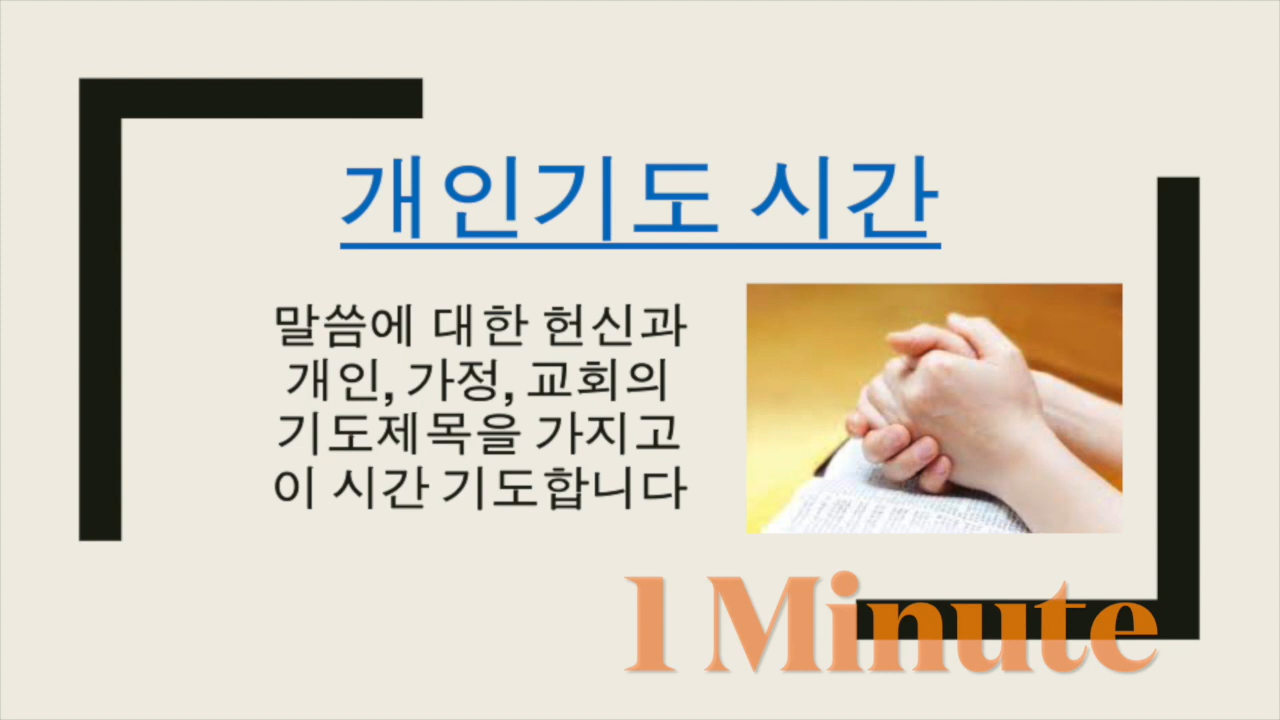 개인기도 시간
말씀에 대한 헌신과
개인, 가정, 교회의
기도제목을 가지고
이 시간 기도합니다
1 Minute